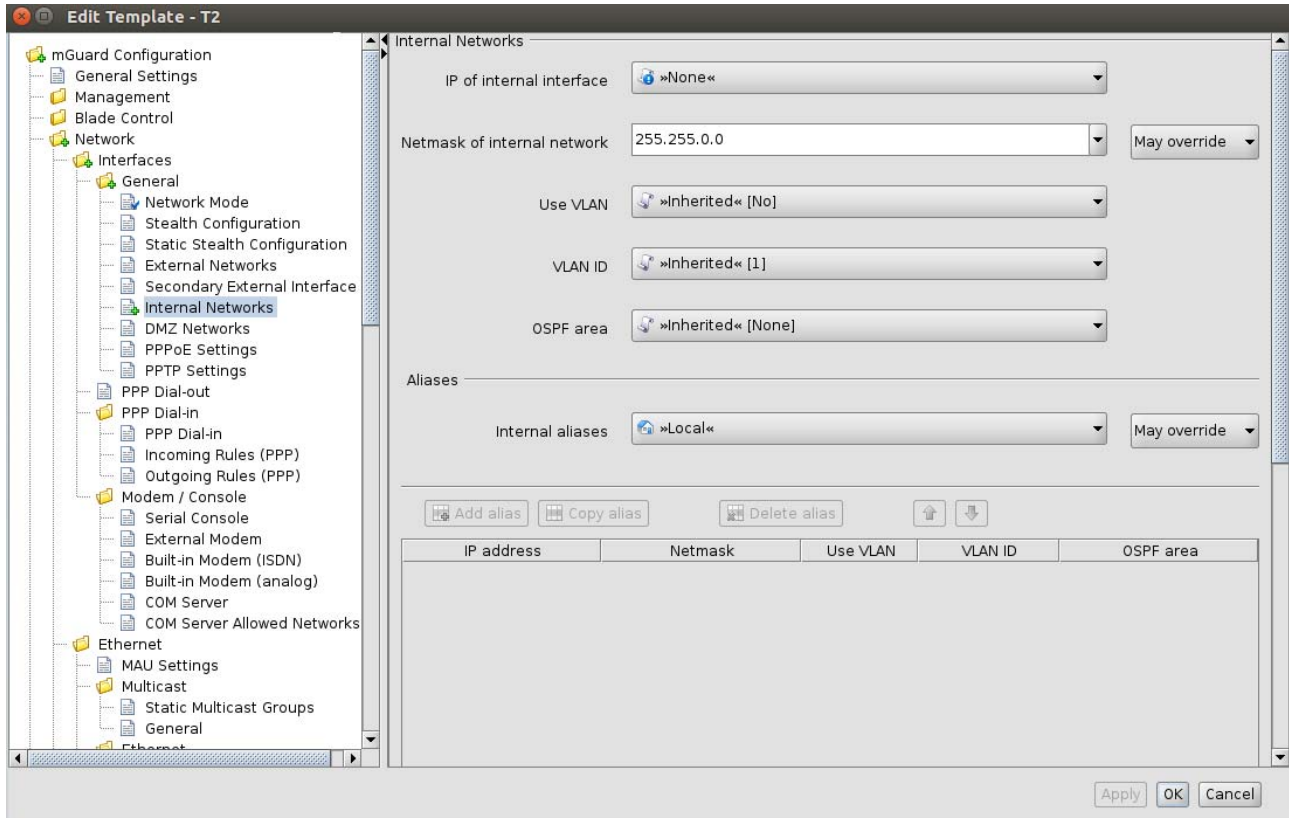 Edit Template - T2
mGuard Configuration
General Settings
Management
Blade Control
Network
Interfaces
General
Network Mode
Stealth Configuration
Static Stealth Configuration
External Networks
Secondary External Interface
Internal Networks
DMZ Networks
PPPoE Settings
PPTP Settings
PPP Dial-out
PPP Dial-in
PPP Dial-in
Incoming Rules (PPP)
Outgoing Rules (PPP)
Modem / Console
Serial Console
External Modem
Built-in Modem (ISDN)
Built-in Modem (analog)
COM Server
COM Server Allowed Networks
Ethernet
MAU Settings
Multicast
Static Multicast Groups
General
Ethernet
Internal Networks
IP of internal interface »None«
Netmask of internal network 255.255.0.0 May override
Use VLAN »Inherited« [No]
VLAN ID »Inherited« [1]
OSPF area »Inherited« [None]
Aliases
Internal aliases »Local« May override
Add alias Copy alias Delete alias
IP address Netmask Use VLAN VLAN ID OSPF area
Apply OK Cancel